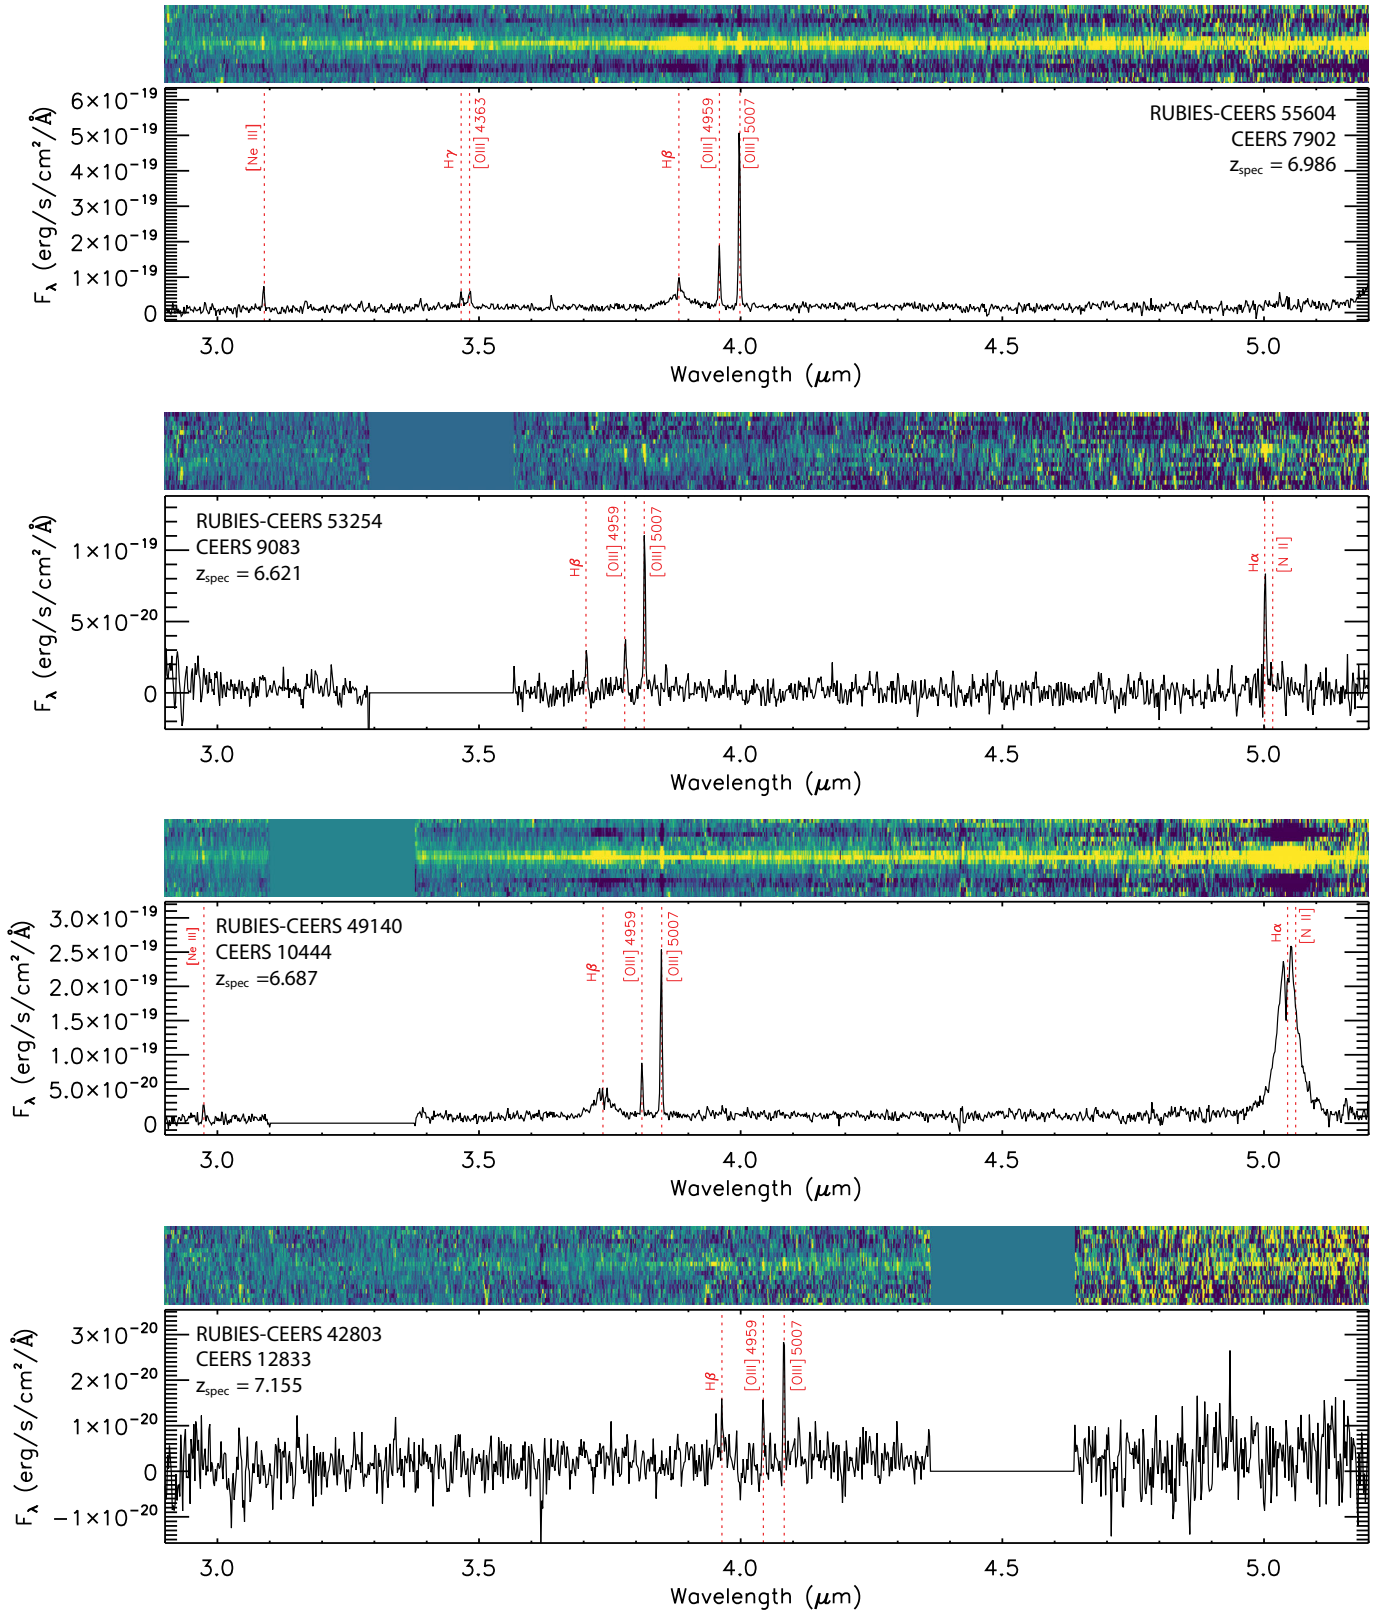 6×10⁻¹⁹
5×10⁻¹⁹
4×10⁻¹⁹
3×10⁻¹⁹
2×10⁻¹⁹
1×10⁻¹⁹
0
F_λ (erg/s/cm²/Å)
[Ne III]
Hγ
[OIII] 4363
Hβ
[OIII] 4959
[OIII] 5007
RUBIES-CEERS 55604
CEERS 7902
z_spec = 6.986
3.0 3.5 4.0 4.5 5.0
Wavelength (μm)
1×10⁻¹⁹
5×10⁻²⁰
0
F_λ (erg/s/cm²/Å)
RUBIES-CEERS 53254
CEERS 9083
z_spec = 6.621
Hβ
[OIII] 4959
[OIII] 5007
Hα
[N II]
3.0 3.5 4.0 4.5 5.0
Wavelength (μm)
3.0×10⁻¹⁹
2.5×10⁻¹⁹
2.0×10⁻¹⁹
1.5×10⁻¹⁹
1.0×10⁻¹⁹
5.0×10⁻²⁰
0
F_λ (erg/s/cm²/Å)
[Ne III]
RUBIES-CEERS 49140
CEERS 10444
z_spec =6.687
Hβ
[OIII] 4959
[OIII] 5007
Hα
[N II]
3.0 3.5 4.0 4.5 5.0
Wavelength (μm)
3×10⁻²⁰
2×10⁻²⁰
1×10⁻²⁰
0
−1×10⁻²⁰
F_λ (erg/s/cm²/Å)
RUBIES-CEERS 42803
CEERS 12833
z_spec = 7.155
Hβ
[OIII] 4959
[OIII] 5007
3.0 3.5 4.0 4.5 5.0
Wavelength (μm)